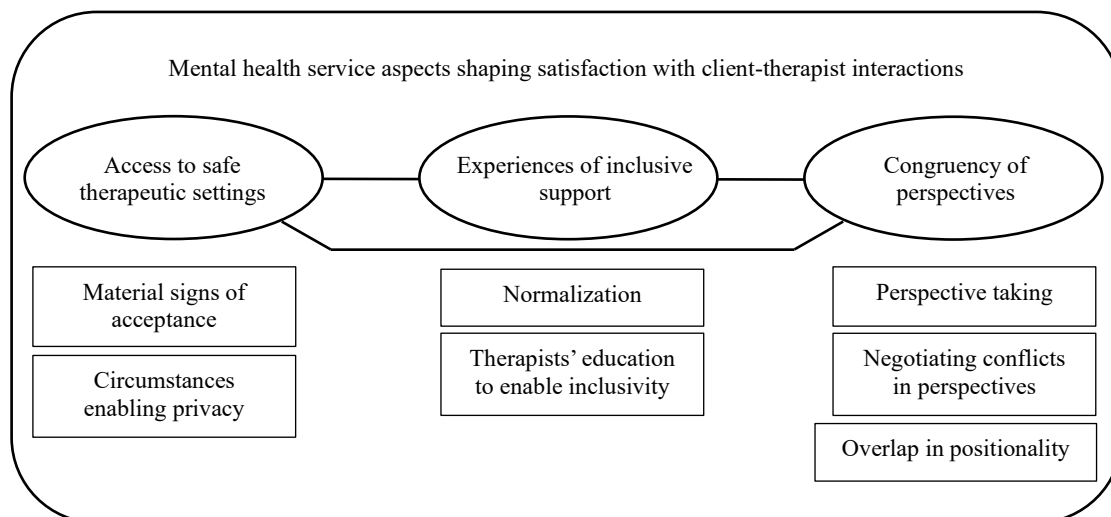 Mental health service aspects shaping satisfaction with client-therapist interactions
Access to safe
therapeutic settings
Experiences of inclusive
support
Congruency of
perspectives
Material signs of
acceptance
Circumstances
enabling privacy
Normalization
Therapists’ education
to enable inclusivity
Perspective taking
Negotiating conflicts
in perspectives
Overlap in positionality